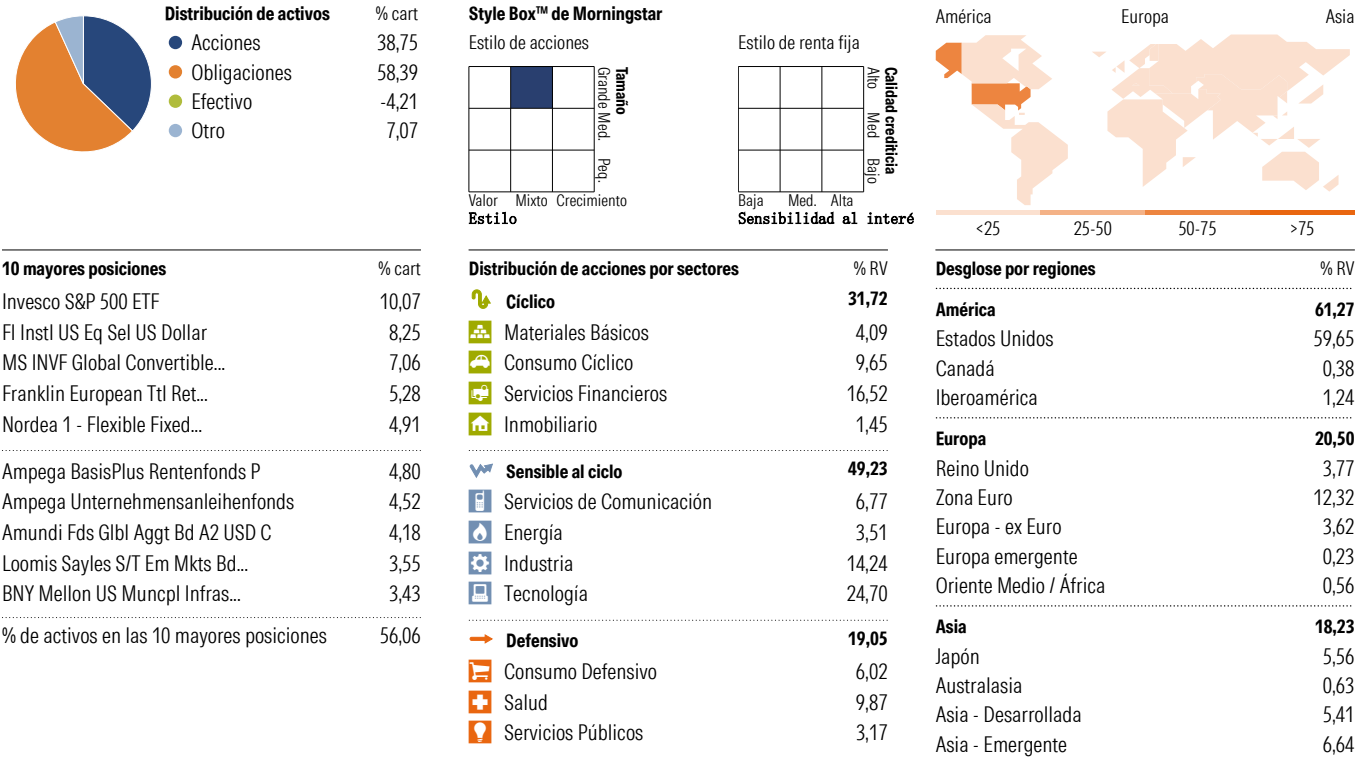 Distribución de activos % cart
Acciones 38,75
Obligaciones 58,39
Efectivo -4,21
Otro 7,07
Style Box™ de Morningstar
Estilo de acciones
Tamaño
Grande Med. Peq.
Valor Mixto Crecimiento
Estilo
Estilo de renta fija
Calidad crediticia
Alto Med Bajo
Baja Med. Alta
Sensibilidad al interé
América Europa Asia
<25 25-50 50-75 >75
10 mayores posiciones % cart
Invesco S&P 500 ETF 10,07
FI Instl US Eq Sel US Dollar 8,25
MS INVF Global Convertible... 7,06
Franklin European Ttl Ret... 5,28
Nordea 1 - Flexible Fixed... 4,91
Ampega BasisPlus Rentenfonds P 4,80
Ampega Unternehmensanleihenfonds 4,52
Amundi Fds Glbl Aggt Bd A2 USD C 4,18
Loomis Sayles S/T Em Mkts Bd... 3,55
BNY Mellon US Muncpl Infras... 3,43
% de activos en las 10 mayores posiciones 56,06
Distribución de acciones por sectores % RV
Cíclico 31,72
Materiales Básicos 4,09
Consumo Cíclico 9,65
Servicios Financieros 16,52
Inmobiliario 1,45
Sensible al ciclo 49,23
Servicios de Comunicación 6,77
Energía 3,51
Industria 14,24
Tecnología 24,70
Defensivo 19,05
Consumo Defensivo 6,02
Salud 9,87
Servicios Públicos 3,17
Desglose por regiones % RV
América 61,27
Estados Unidos 59,65
Canadá 0,38
Iberoamérica 1,24
Europa 20,50
Reino Unido 3,77
Zona Euro 12,32
Europa - ex Euro 3,62
Europa emergente 0,23
Oriente Medio / África 0,56
Asia 18,23
Japón 5,56
Australasia 0,63
Asia - Desarrollada 5,41
Asia - Emergente 6,64